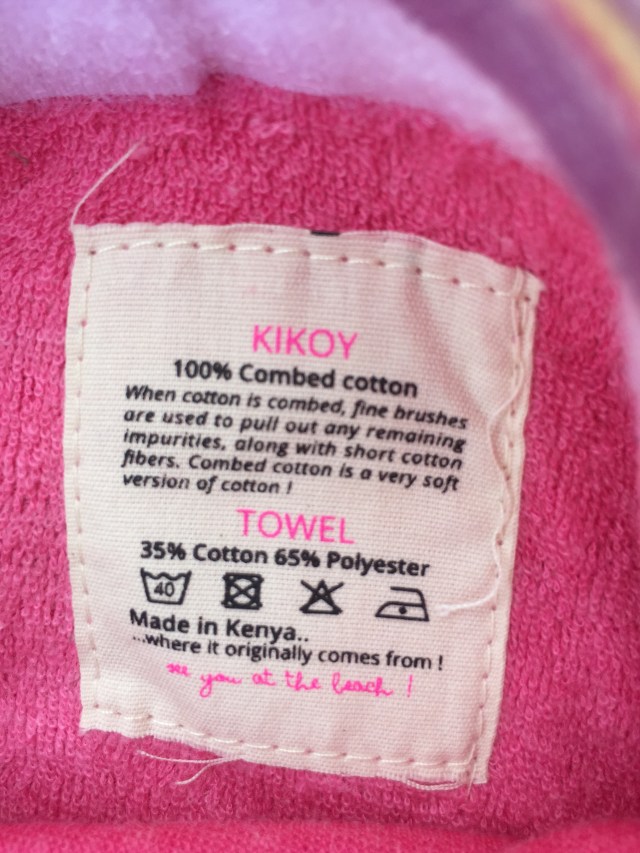 KIKOY
100% Combed cotton
When cotton is combed, fine brushes
are used to pull out any remaining
impurities, along with short cotton
fibers. Combed cotton is a very soft
version of cotton !
TOWEL
35% Cotton 65% Polyester
40
Made in Kenya..
...where it originally comes from !
see you at the beach !